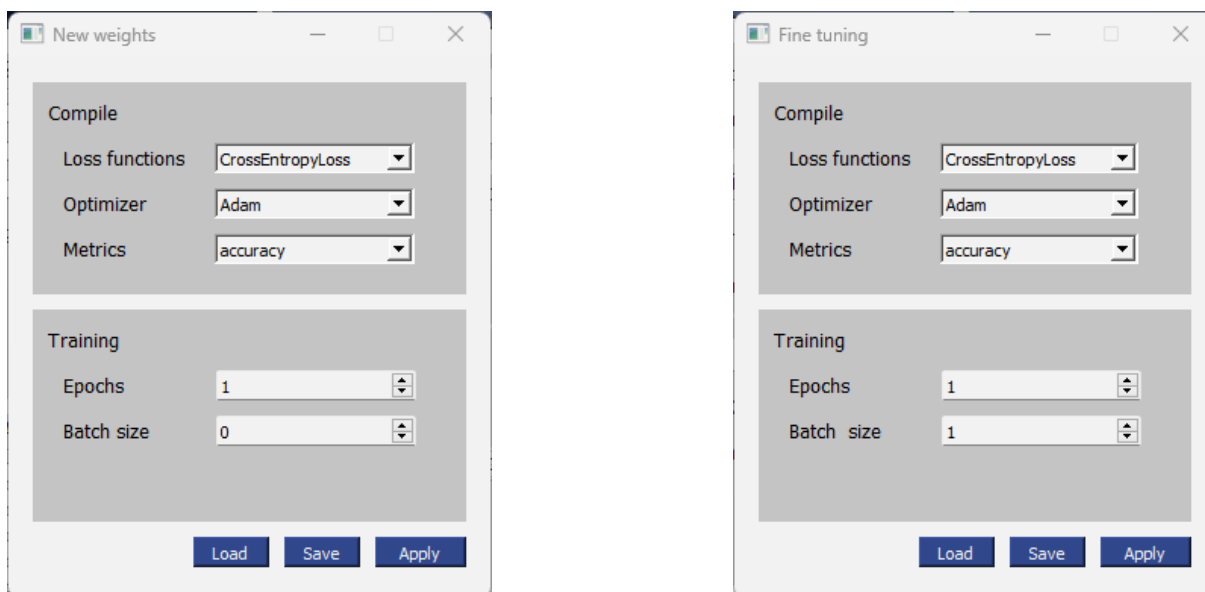 New weights
Compile
Loss functions CrossEntropyLoss
Optimizer Adam
Metrics accuracy
Training
Epochs 1
Batch size 0
Load Save Apply
Fine tuning
Compile
Loss functions CrossEntropyLoss
Optimizer Adam
Metrics accuracy
Training
Epochs 1
Batch  size 1
Load Save Apply